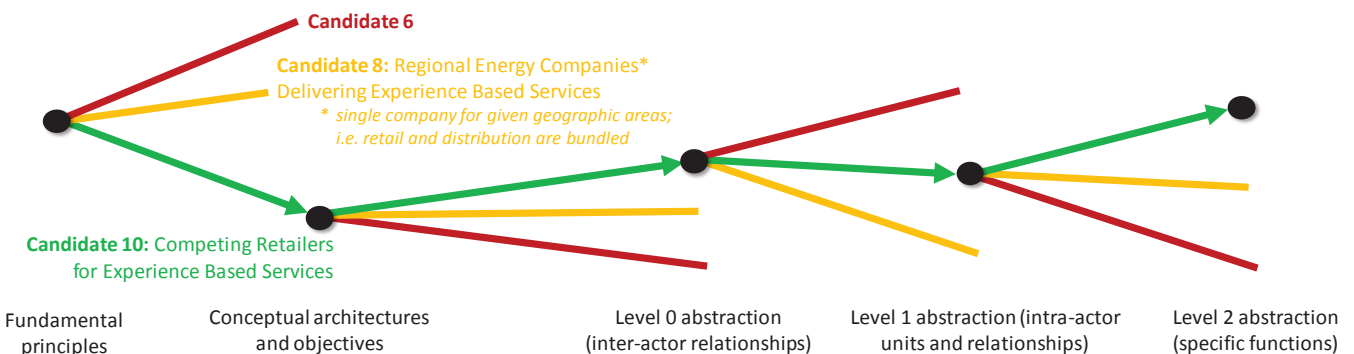 Candidate 6
Candidate 8: Regional Energy Companies*
Delivering Experience Based Services
* single company for given geographic areas;
i.e. retail and distribution are bundled
Candidate 10: Competing Retailers
for Experience Based Services
Fundamental
principles
Conceptual architectures
and objectives
Level 0 abstraction
(inter-actor relationships)
Level 1 abstraction (intra-actor
units and relationships)
Level 2 abstraction
(specific functions)